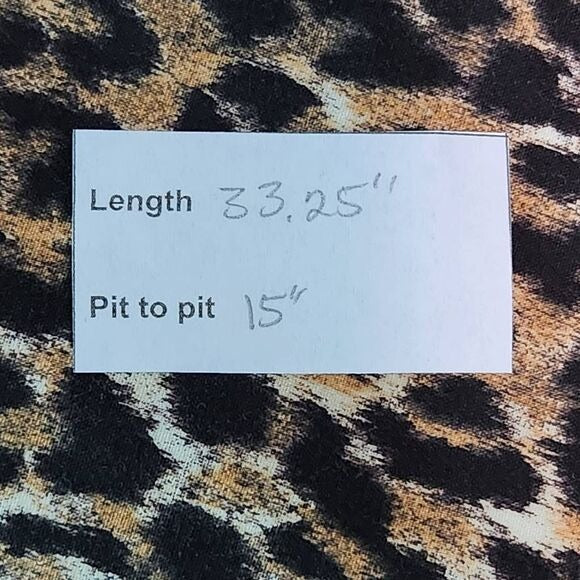 Length 33.25"
Pit to pit 15"